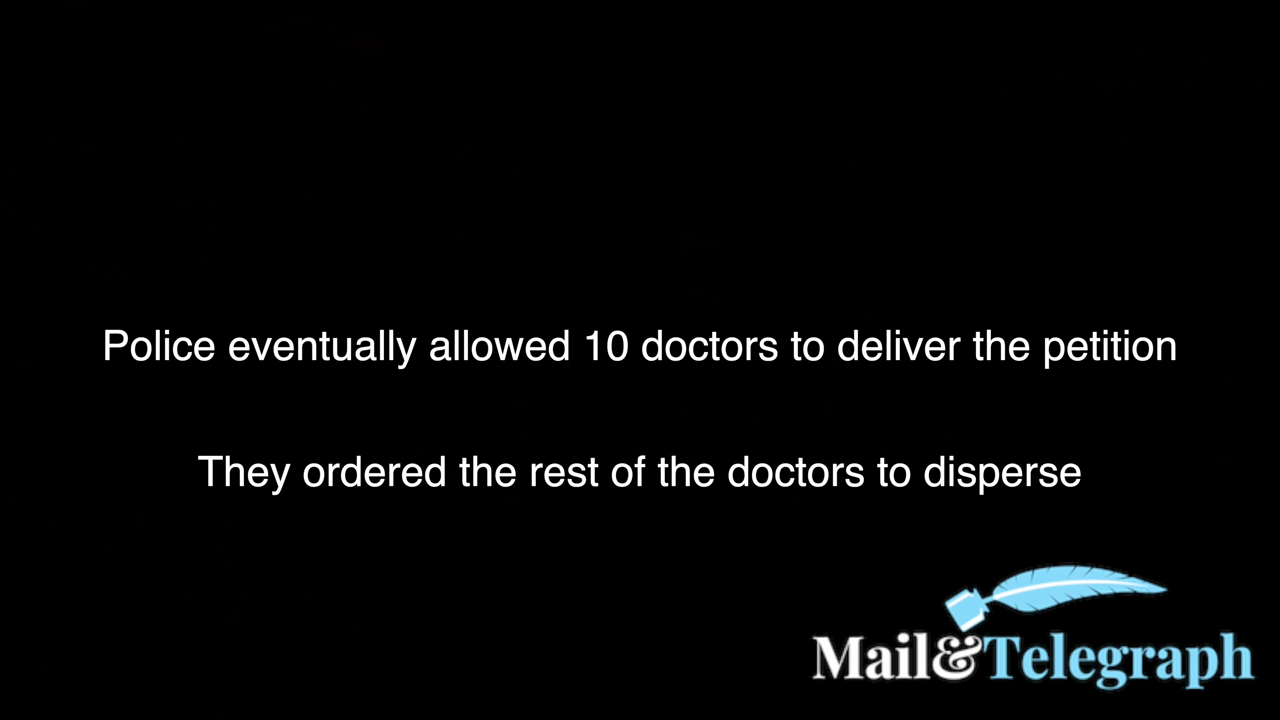 Police eventually allowed 10 doctors to deliver the petition
They ordered the rest of the doctors to disperse
Mail&Telegraph